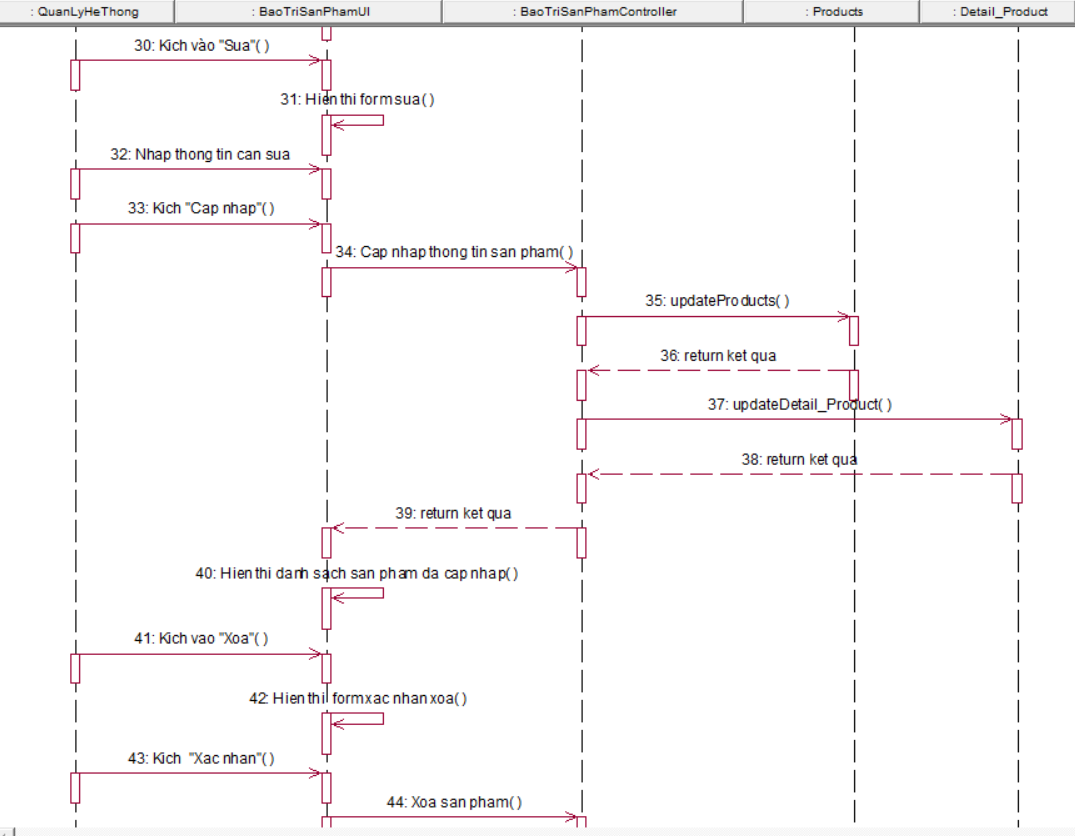 : QuanLyHeThong
: BaoTriSanPhamUI
: BaoTriSanPhamController
: Products
: Detail_Product
30: Kich vào "Sua"( )
31: Hien thi form sua( )
32: Nhap thong tin can sua
33: Kich "Cap nhap"( )
34: Cap nhap thong tin san pham( )
35: updateProducts( )
36: return ket qua
37: updateDetail_Product( )
38: return ket qua
39: return ket qua
40: Hien thi danh sach san pham da cap nhap( )
41: Kich vao "Xoa"( )
42: Hien thi form xac nhan xoa( )
43: Kich "Xac nhan"( )
44: Xoa san pham( )